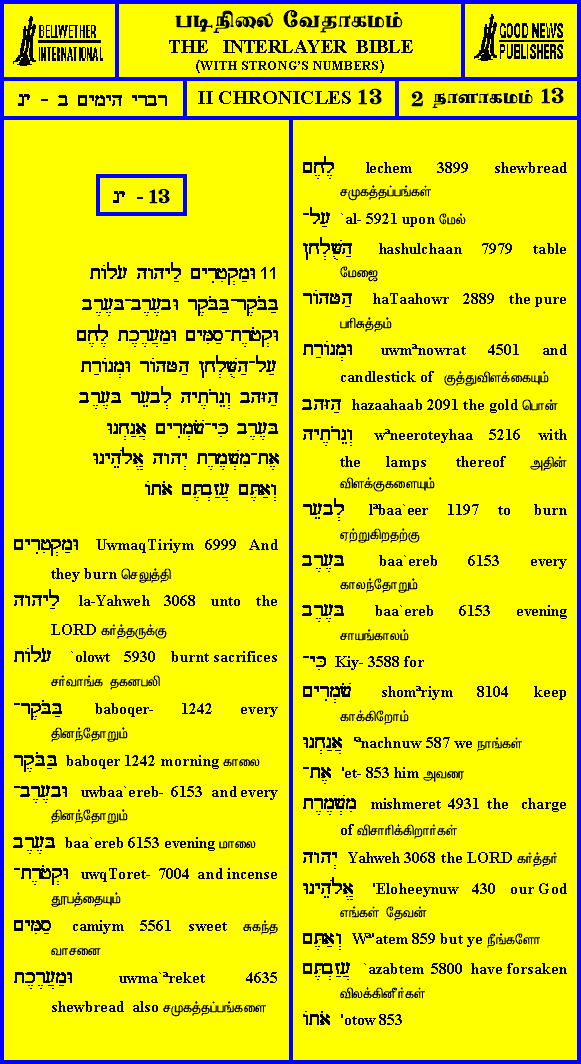 BELLWETHER
INTERNATIONAL
படிநிலை வேதாகமம்
THE INTERLAYER BIBLE
(WITH STRONG'S NUMBERS)
GOOD NEWS
PUBLISHERS
רברי הימים ב - יג
II CHRONICLES 13
2 நாளாகமம் 13
יג - 13
11 וּמַקְטִרִים לַיהוה עֹלוֹת
בַּבֹּקֶר־בַּבֹּקֶר וּבָעֶרֶב־בָּעֶרֶב
וּקְטֹרֶת־סַמִּים וּמַעֲרֶכֶת לֶחֶם
עַל־הַשֻּׁלְחָן הַטָּהוֹר וּמְנוֹרַת
הַזָּהָב וְנֵרֹתֶיהָ לְבָעֵר בָּעֶרֶב
בָּעֶרֶב כִּי־שֹׁמְרִים אֲנַחְנוּ
אֶת־מִשְׁמֶרֶת יְהוה אֱלֹהֵינוּ
וְאַתֶּם עֲזַבְתֶּם אֹתוֹ
וּמַקְטִרִים UwmaqTiriym 6999 And
they burn செலுத்தி
לַיהוה la-Yahweh 3068 unto the
LORD கர்த்தருக்கு
עֹלוֹת `olowt 5930 burnt sacrifices
சர்வாங்க தகனபலி
בַּבֹּקֶר־ baboqer- 1242 every
தினந்தோறும்
בַּבֹּקֶר baboqer 1242 morning காலை
וּבָעֶרֶב־ uwbaa`ereb- 6153 and every
தினந்தோறும்
בָּעֶרֶב baa`ereb 6153 evening மாலை
וּקְטֹרֶת־ uwqToret- 7004 and incense
தூபத்தையும்
סַמִּים camiym 5561 sweet சுகந்த
வாசனை
וּמַעֲרֶכֶת uwma`ªreket 4635
shewbread also சமுகத்தப்பங்களை
לֶחֶם lechem 3899 shewbread
சமுகத்தப்பங்கள்
עַל־ `al- 5921 upon மேல்
הַשֻּׁלְחָן hashulchaan 7979 table
மேஜை
הַטָּהוֹר haTaahowr 2889 the pure
பரிசுத்தம்
וּמְנוֹרַת uwmªnowrat 4501 and
candlestick of குத்துவிளக்கையும்
הַזָּהָב hazaahaab 2091 the gold பொன்
וְנֵרֹתֶיהָ wªneeroteyhaa 5216 with
the lamps thereof அதின்
விளக்குகளையும்
לְבָעֵר lªbaa`eer 1197 to burn
ஏற்றுகிறதற்கு
בָּעֶרֶב baa`ereb 6153 every
காலந்தோறும்
בָּעֶרֶב baa`ereb 6153 evening
சாயங்காலம்
כִּי־ Kiy- 3588 for
שֹׁמְרִים shomªriym 8104 keep
காக்கிறோம்
אֲנַחְנוּ ªnachnuw 587 we நாங்கள்
אֶת־ 'et- 853 him அவரை
מִשְׁמֶרֶת mishmeret 4931 the charge
of விசாரிக்கிறார்கள்
יְהוה Yahweh 3068 the LORD கர்த்தர்
אֱלֹהֵינוּ 'Eloheeynuw 430 our God
எங்கள் தேவன்
וְאַתֶּם Wª'atem 859 but ye நீங்களோ
עֲזַבְתֶּם `azabtem 5800 have forsaken
விலக்கினீர்கள்
אֹתוֹ 'otow 853